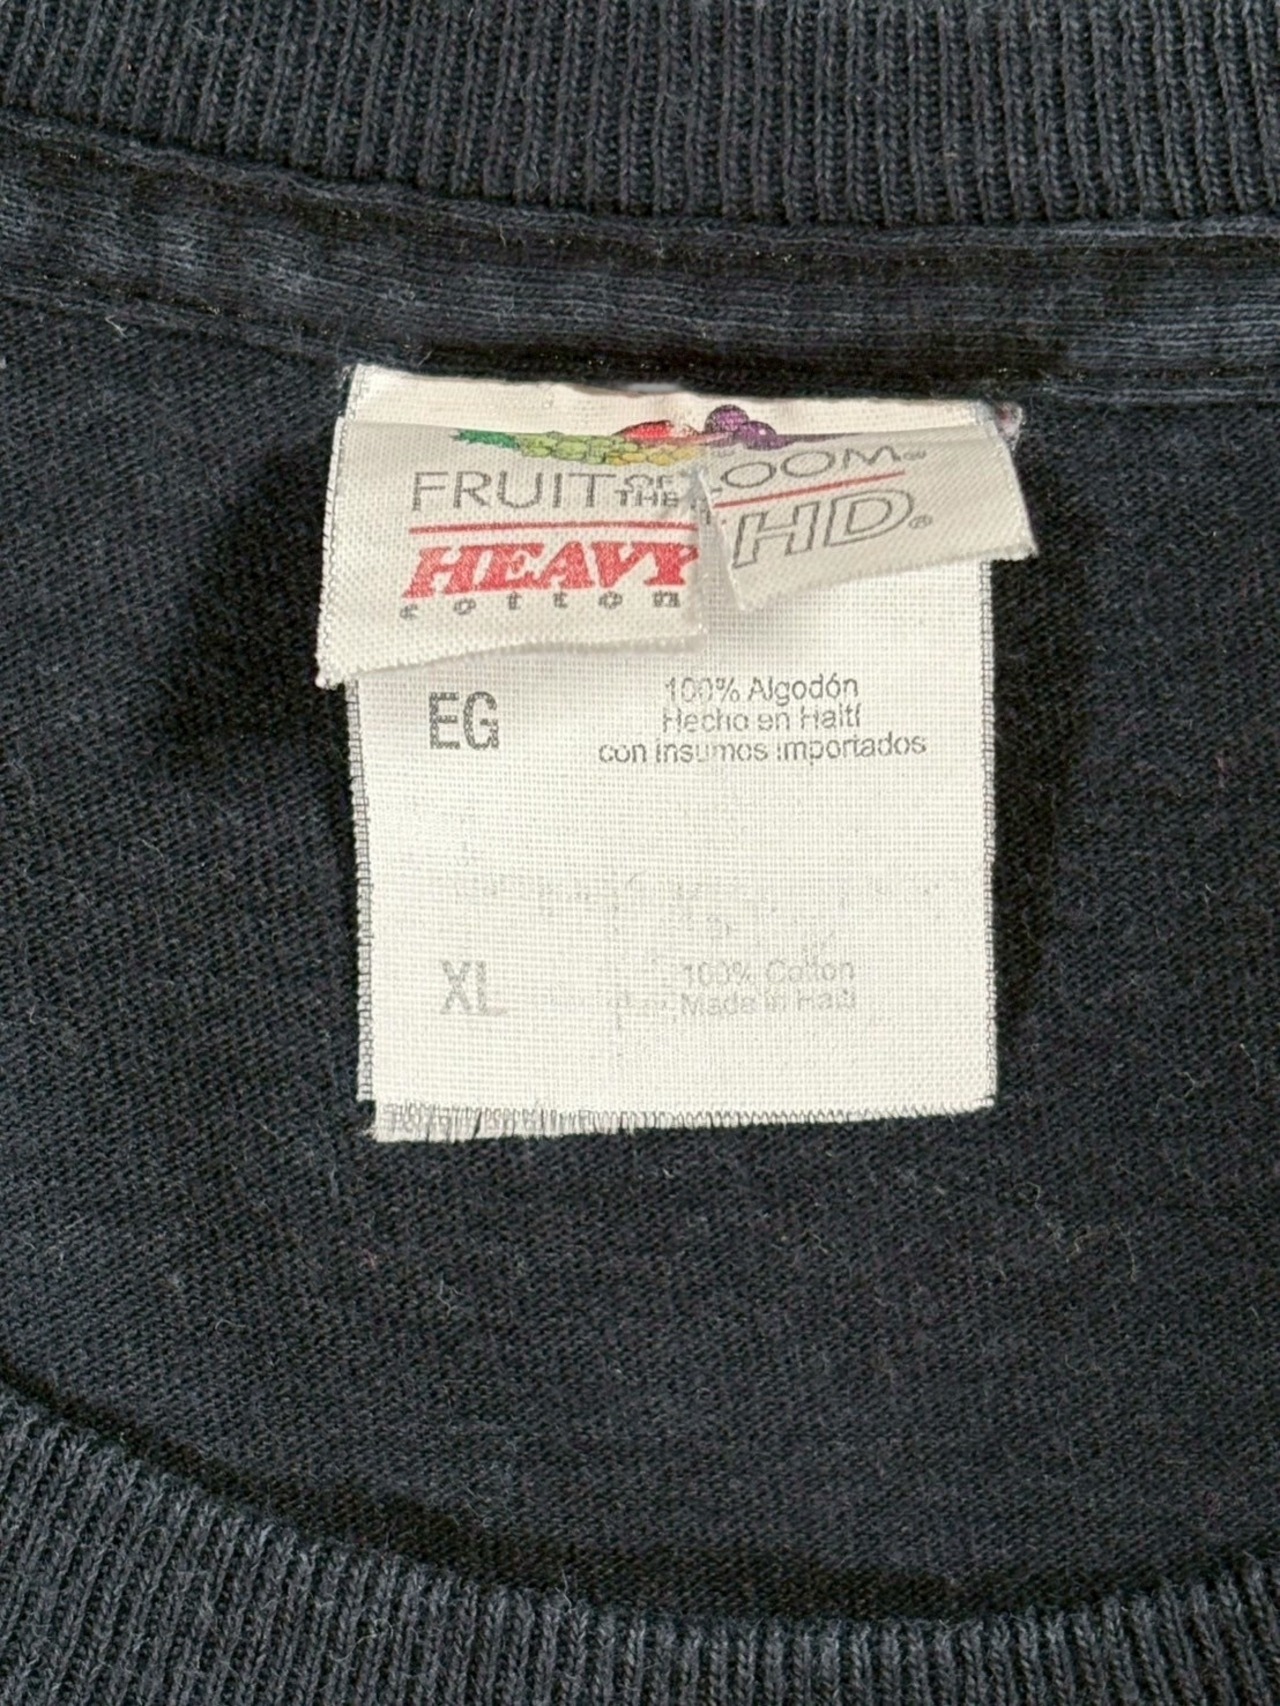 FRUIT OF THE LOOM®
HEAVY HD®
cotton
EG
100% Algodón
Hecho en Haití
con insumos importados
XL
100% Cotton
Made in Haiti